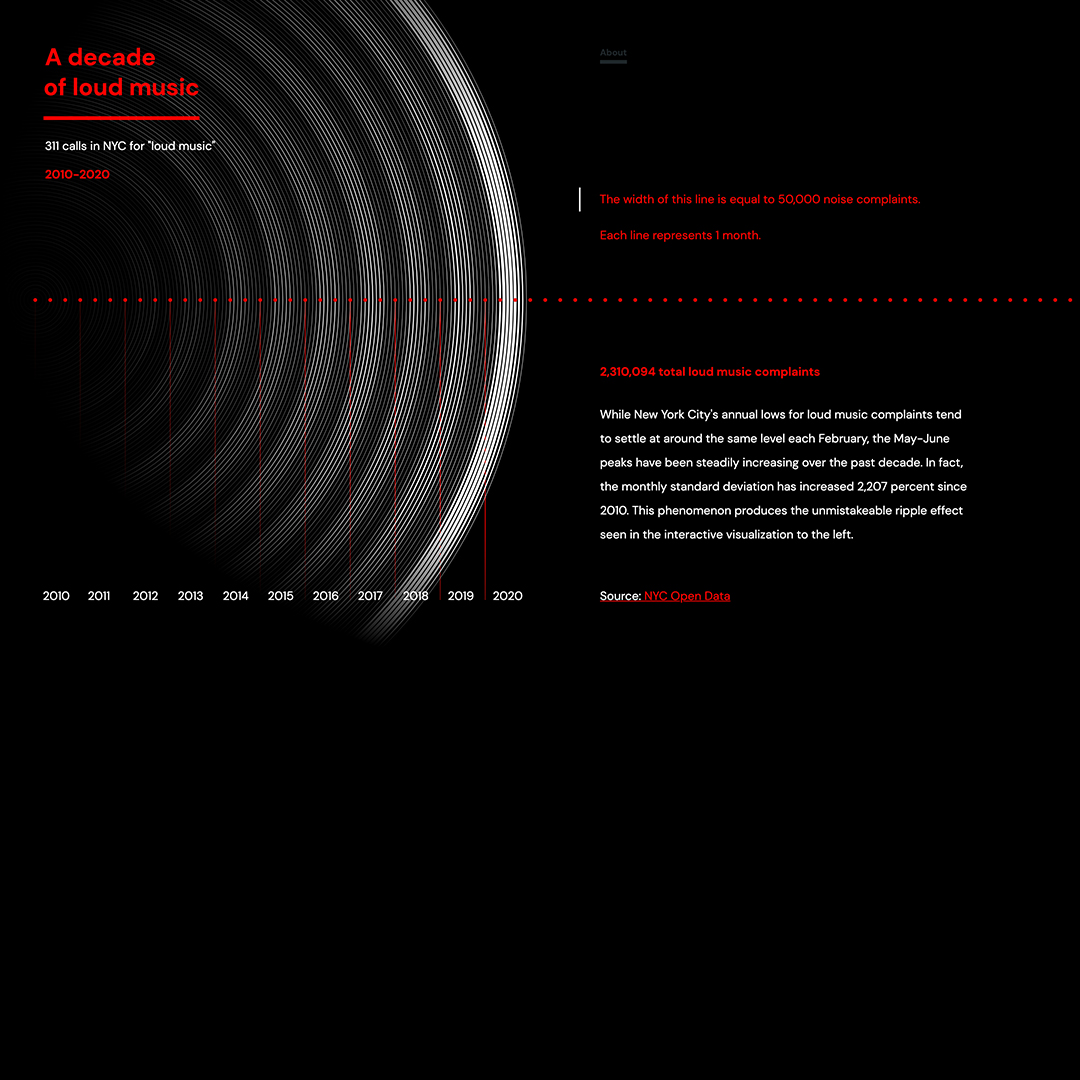 A decade
of loud music
311 calls in NYC for "loud music"
2010-2020
About
The width of this line is equal to 50,000 noise complaints.
Each line represents 1 month.
2,310,094 total loud music complaints
While New York City's annual lows for loud music complaints tend
to settle at around the same level each February, the May-June
peaks have been steadily increasing over the past decade. In fact,
the monthly standard deviation has increased 2,207 percent since
2010. This phenomenon produces the unmistakeable ripple effect
seen in the interactive visualization to the left.
2010 2011 2012 2013 2014 2015 2016 2017 2018 2019 2020
Source: NYC Open Data